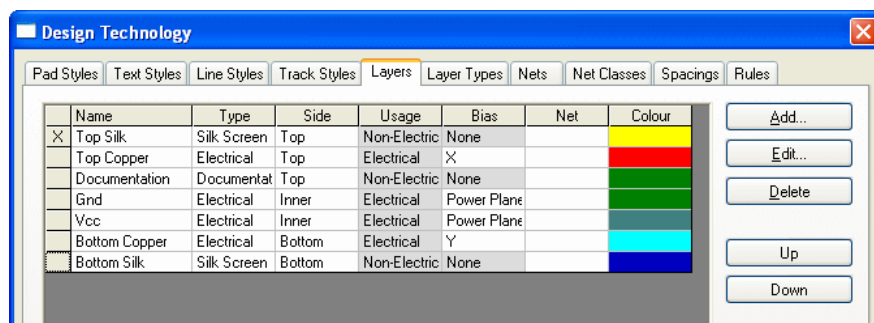 Design Technology
Pad Styles Text Styles Line Styles Track Styles Layers Layer Types Nets Net Classes Spacings Rules
Name Type Side Usage Bias Net Colour Add...
X Top Silk Silk Screen Top Non-Electric None
Top Copper Electrical Top Electrical X Edit...
Documentation Documentat Top Non-Electric None
Gnd Electrical Inner Electrical Power Plane Delete
Vcc Electrical Inner Electrical Power Plane
Bottom Copper Electrical Bottom Electrical Y Up
Bottom Silk Silk Screen Bottom Non-Electric None
Down